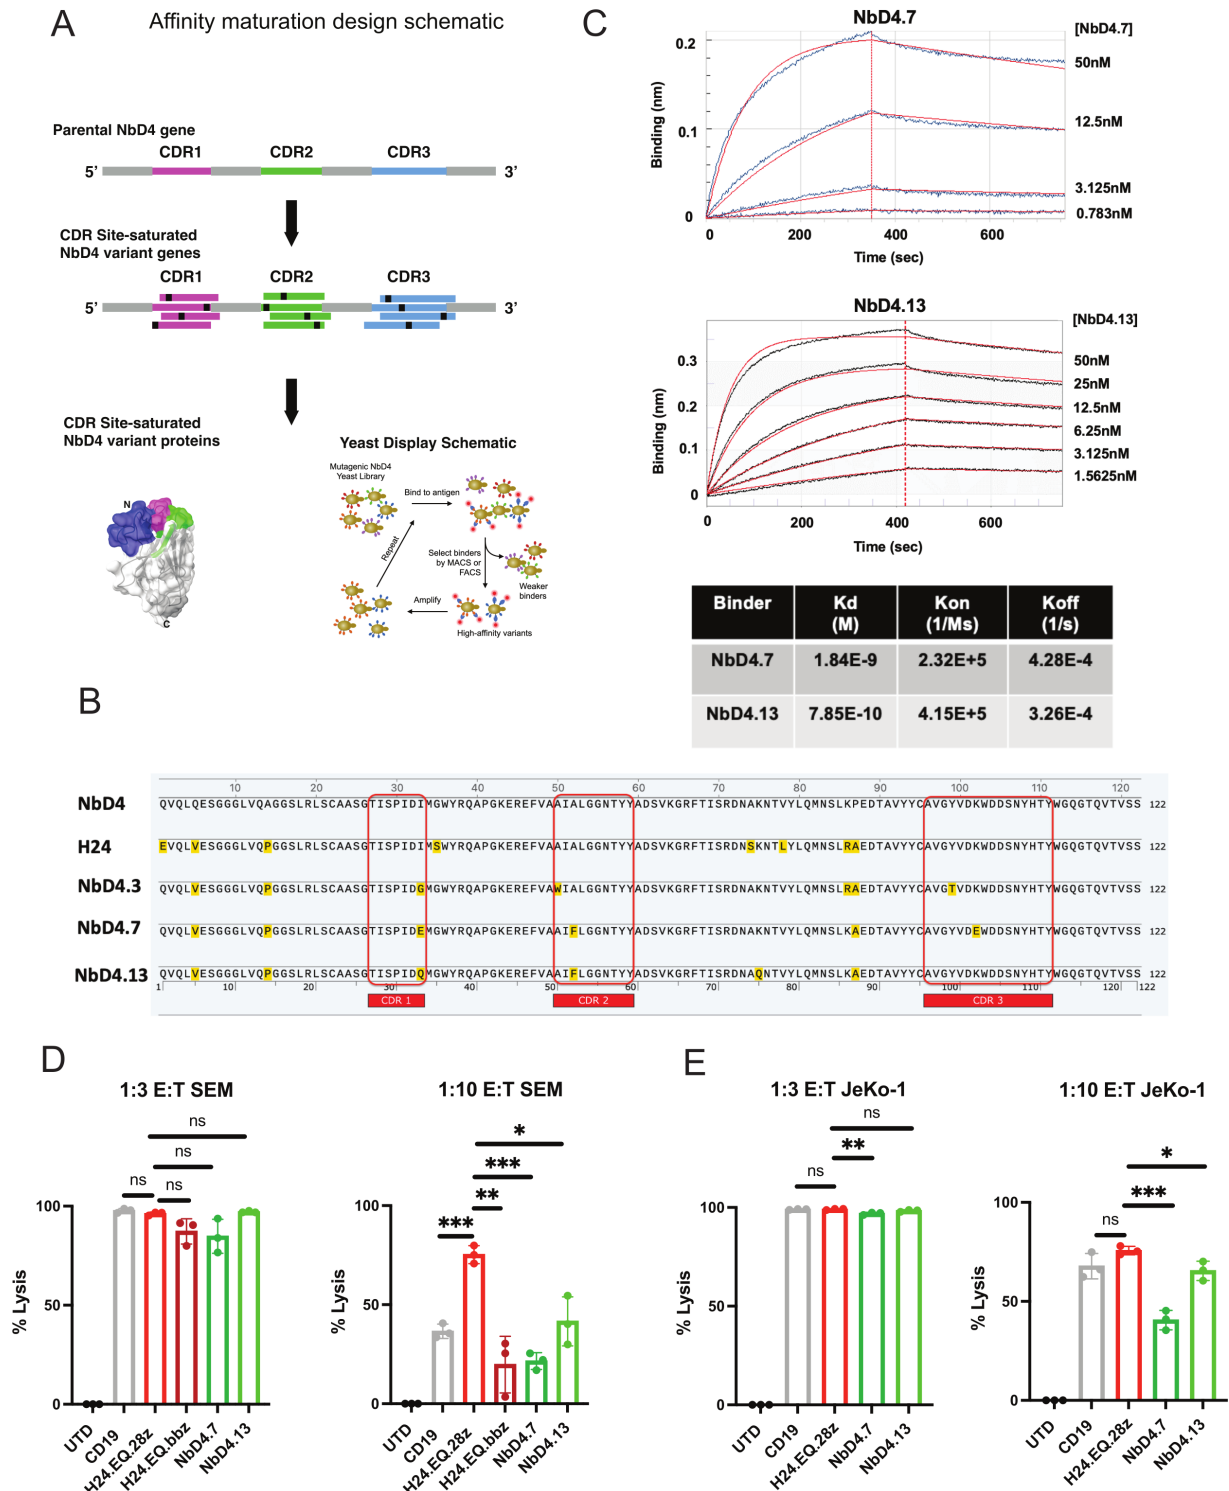 A
Affinity maturation design schematic
Parental NbD4 gene
CDR1 CDR2 CDR3
5’ 3’
CDR Site-saturated
NbD4 variant genes
CDR1 CDR2 CDR3
5’ 3’
CDR Site-saturated
NbD4 variant proteins
N
C
Yeast Display Schematic
Mutagenic NbD4
Yeast Library
Bind to antigen
Repeat
Select binders
by MACS or
FACS
Weaker
binders
Amplify
High-affinity variants
C
NbD4.7
[NbD4.7]
0.2
0.1
0
Binding (nm)
50nM
12.5nM
3.125nM
0.783nM
0 200 400 600
Time (sec)
NbD4.13
[NbD4.13]
0.3
0.2
0.1
0
Binding (nm)
50nM
25nM
12.5nM
6.25nM
3.125nM
1.5625nM
0 200 400 600
Time (sec)
Binder Kd (M) Kon (1/Ms) Koff (1/s)
NbD4.7 1.84E-9 2.32E+5 4.28E-4
NbD4.13 7.85E-10 4.15E+5 3.26E-4
B
10 20 30 40 50 60 70 80 90 100 110 120
NbD4 QVQLQESGGGLVQAGGSLRLSCAASGTISPIDIMGWYRQAPGKEREFVAAIALGGNTYYADSVKGRFTISRDNAKNTVYLQMNSLKPEDTAVYYCAVGYVDKWDDSNYHTYWGQGTQVTVSS 122
H24 EVQLVESGGGLVQPGGSLRLSCAASGTISPIDIMSWYRQAPGKEREFVAAIALGGNTYYADSVKGRFTISRDNSKNTLYLQMNSLRAEDTAVYYCAVGYVDKWDDSNYHTYWGQGTQVTVSS 122
NbD4.3 QVQLVESGGGLVQPGGSLRLSCAASGTISPIDGMGWYRQAPGKEREFVAWIALGGNTYYADSVKGRFTISRDNAKNTVYLQMNSLRAEDTAVYYCAVGTVDKWDDSNYHTYWGQGTQVTVSS 122
NbD4.7 QVQLVESGGGLVQPGGSLRLSCAASGTISPIDEMGWYRQAPGKEREFVAAIFLGGNTYYADSVKGRFTISRDNAKNTVYLQMNSLKAEDTAVYYCAVGYVDEWDDSNYHTYWGQGTQVTVSS 122
NbD4.13 QVQLVESGGGLVQPGGSLRLSCAASGTISPIDQMGWYRQAPGKEREFVAAIFLGGNTYYADSVKGRFTISRDNAQNTVYLQMNSLKAEDTAVYYCAVGYVDKWDDSNYHTYWGQGTQVTVSS 122
1 10 20 30 40 50 60 70 80 90 100 110 120 122
CDR 1 CDR 2 CDR 3
D
1:3 E:T SEM
ns
ns
ns ns
100
50
0
% Lysis
UTD CD19 H24.EQ.28z H24.EQ.bbz NbD4.7 NbD4.13
1:10 E:T SEM
*
***
**
***
100
50
0
% Lysis
UTD CD19 H24.EQ.28z H24.EQ.bbz NbD4.7 NbD4.13
E
1:3 E:T JeKo-1
ns
**
ns
100
50
0
% Lysis
UTD CD19 H24.EQ.28z NbD4.7 NbD4.13
1:10 E:T JeKo-1
*
***
ns
100
50
0
% Lysis
UTD CD19 H24.EQ.28z NbD4.7 NbD4.13